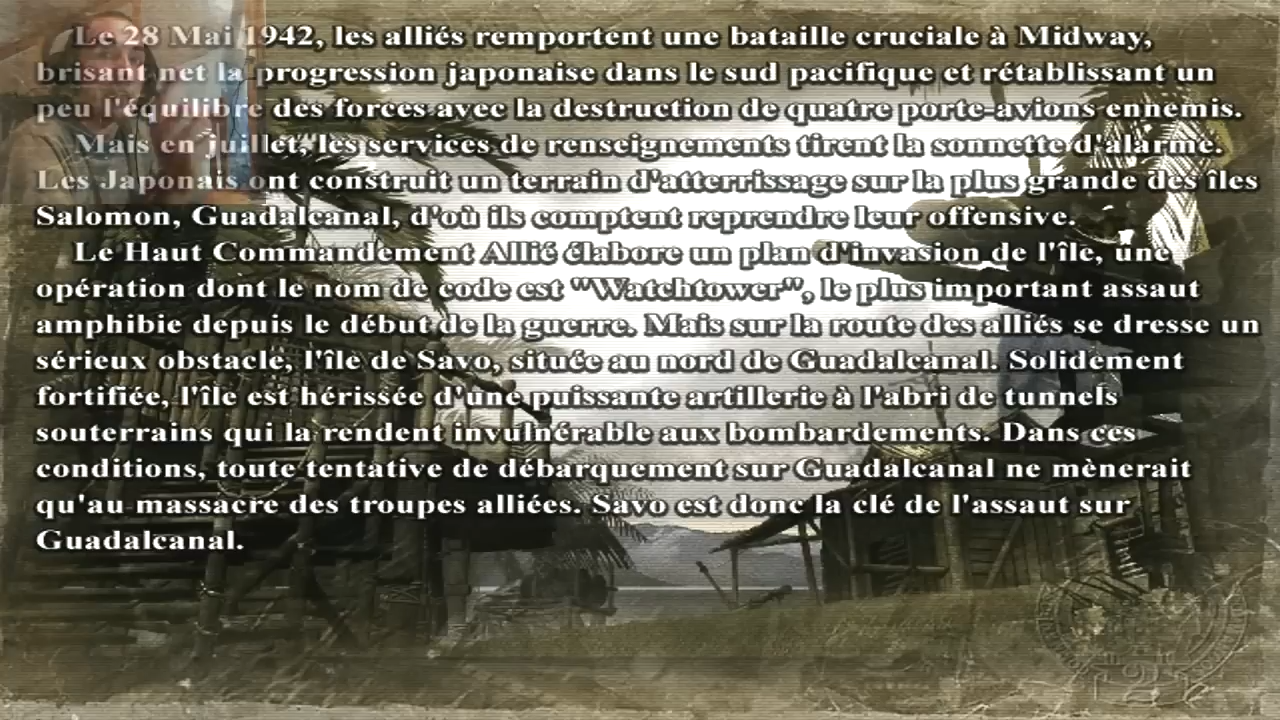 Le 28 Mai 1942, les alliés remportent une bataille cruciale à Midway,
brisant net la progression japonaise dans le sud pacifique et rétablissant un
peu l'équilibre des forces avec la destruction de quatre porte-avions ennemis.
Mais en juillet, les services de renseignements tirent la sonnette d'alarme.
Les Japonais ont construit un terrain d'atterrissage sur la plus grande des îles
Salomon, Guadalcanal, d'où ils comptent reprendre leur offensive.
Le Haut Commandement Allié élabore un plan d'invasion de l'île, une
opération dont le nom de code est "Watchtower", le plus important assaut
amphibie depuis le début de la guerre. Mais sur la route des alliés se dresse un
sérieux obstacle, l'île de Savo, située au nord de Guadalcanal. Solidement
fortifiée, l'île est hérissée d'une puissante artillerie à l'abri de tunnels
souterrains qui la rendent invulnérable aux bombardements. Dans ces
conditions, toute tentative de débarquement sur Guadalcanal ne mènerait
qu'au massacre des troupes alliées. Savo est donc la clé de l'assaut sur
Guadalcanal.